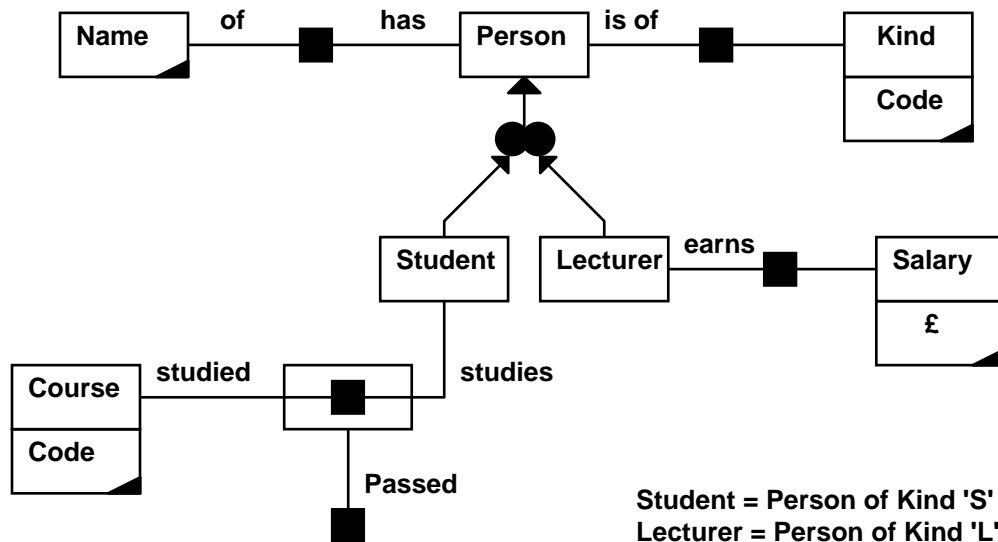 Name
of
has
Person
is of
Kind
Code
Student
Lecturer
earns
Salary
£
Course
studied
studies
Code
Passed
Student = Person of Kind 'S'
Lecturer = Person of Kind 'L'